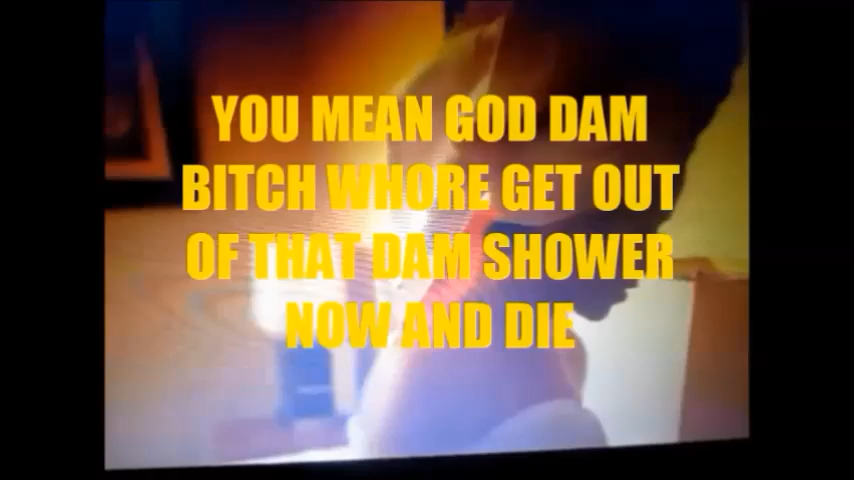 YOU MEAN GOD DAM
BITCH WHORE GET OUT
OF THAT DAM SHOWER
NOW AND DIE